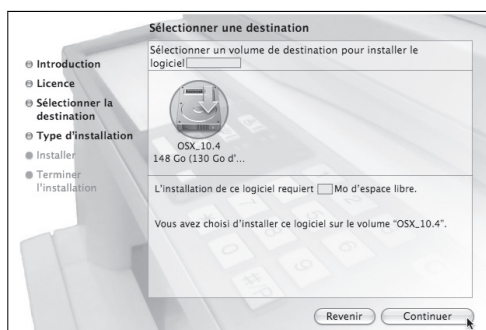 Sélectionner une destination
Introduction
Licence
Sélectionner la
destination
Type d'installation
Installer
Terminer
l'installation
Sélectionner un volume de destination pour installer le
logiciel
OSX_10.4
148 Go (130 Go d'...
L'installation de ce logiciel requiert Mo d'espace libre.
Vous avez choisi d'installer ce logiciel sur le volume "OSX_10.4".
Revenir
Continuer